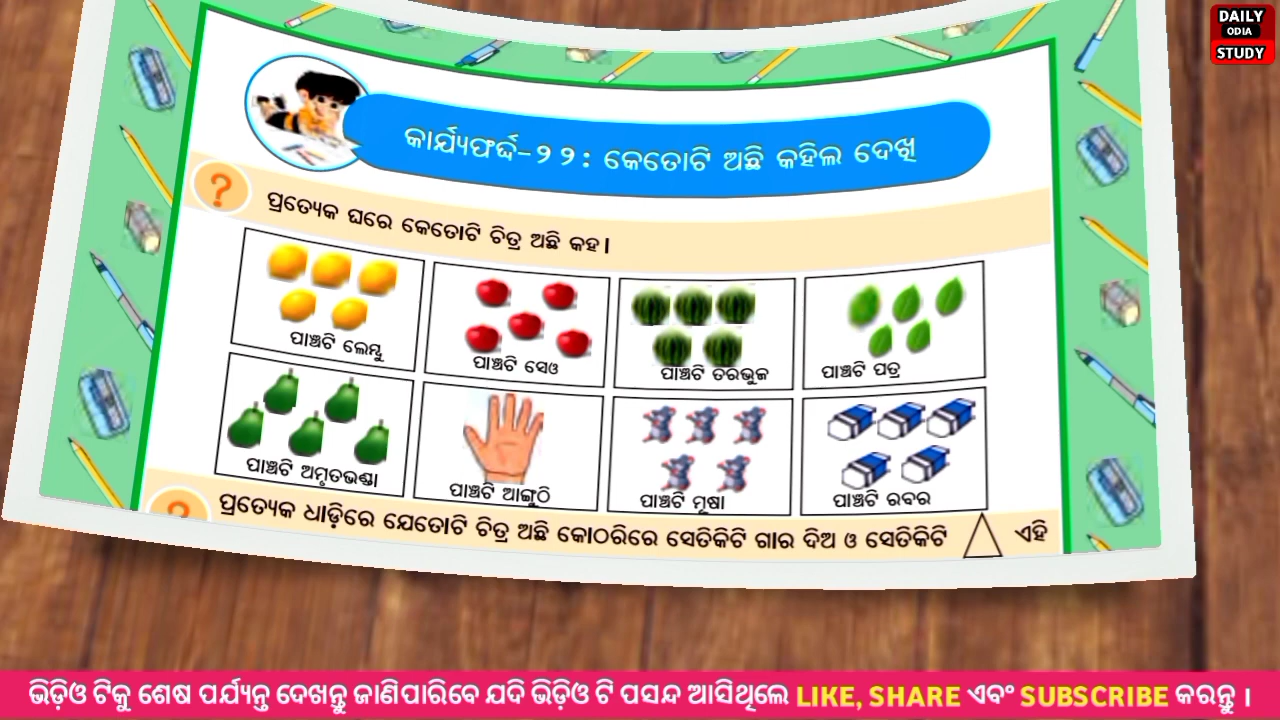 DAILY
ODIA
STUDY
କାର୍ଯ୍ୟଫର୍ଦ୍ଦ–୨୨: କେତୋଟି ଅଛି କହିଲ ଦେଖି
?
ପ୍ରତ୍ୟେକ ଘରେ କେତୋଟି ଚିତ୍ର ଅଛି କହ।
ପାଞ୍ଚଟି ଲେମ୍ବୁ
ପାଞ୍ଚଟି ସେଓ
ପାଞ୍ଚଟି ତରଭୁଜ
ପାଞ୍ଚଟି ପତ୍ର
ପାଞ୍ଚଟି ଅମୃତଭଣ୍ଡା
ପାଞ୍ଚଟି ଆଙ୍ଗୁଠି
ପାଞ୍ଚଟି ମୂଷା
ପାଞ୍ଚଟି ରବର
?
ପ୍ରତ୍ୟେକ ଧାଡ଼ିରେ ଯେତୋଟି ଚିତ୍ର ଅଛି କୋଠରିରେ ସେତିକିଟି ଗାର ଦିଅ ଓ ସେତିକିଟି ଏହି
ଭିଡ଼ିଓ ଟିକୁ ଶେଷ ପର୍ଯ୍ୟନ୍ତ ଦେଖନ୍ତୁ ଜାଣିପାରିବେ ଯଦି ଭିଡ଼ିଓ ଟି ପସନ୍ଦ ଆସିଥିଲେ LIKE, SHARE ଏବଂ SUBSCRIBE କରନ୍ତୁ ।